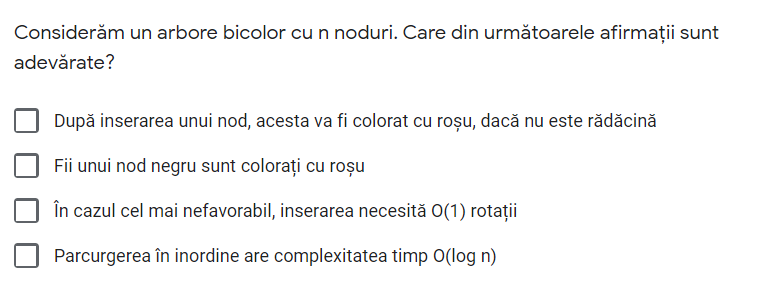 Considerăm un arbore bicolor cu n noduri. Care din următoarele afirmații sunt
adevărate?
După inserarea unui nod, acesta va fi colorat cu roșu, dacă nu este rădăcină
Fii unui nod negru sunt colorați cu roșu
În cazul cel mai nefavorabil, inserarea necesită O(1) rotații
Parcurgerea în inordine are complexitatea timp O(log n)